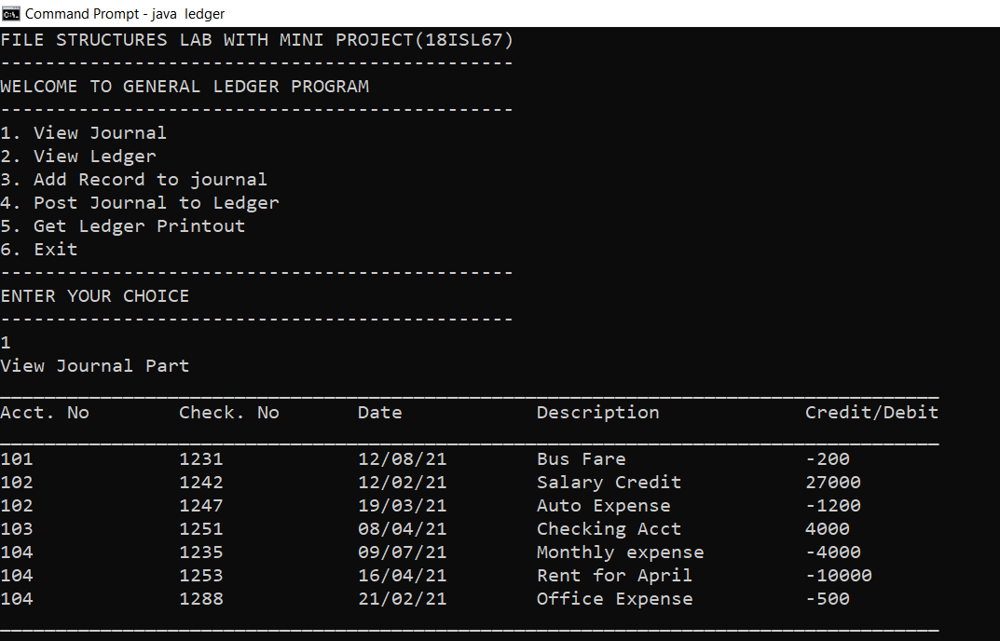 Command Prompt - java  ledger
FILE STRUCTURES LAB WITH MINI PROJECT(18ISL67)
----------------------------------------------
WELCOME TO GENERAL LEDGER PROGRAM
----------------------------------------------
1. View Journal
2. View Ledger
3. Add Record to journal
4. Post Journal to Ledger
5. Get Ledger Printout
6. Exit
----------------------------------------------
ENTER YOUR CHOICE
----------------------------------------------
1
View Journal Part
____________________________________________________________________________________
Acct. No        Check. No       Date            Description             Credit/Debit
____________________________________________________________________________________
101             1231            12/08/21        Bus Fare                -200
102             1242            12/02/21        Salary Credit           27000
102             1247            19/03/21        Auto Expense            -1200
103             1251            08/04/21        Checking Acct           4000
104             1235            09/07/21        Monthly expense         -4000
104             1253            16/04/21        Rent for April          -10000
104             1288            21/02/21        Office Expense          -500
____________________________________________________________________________________